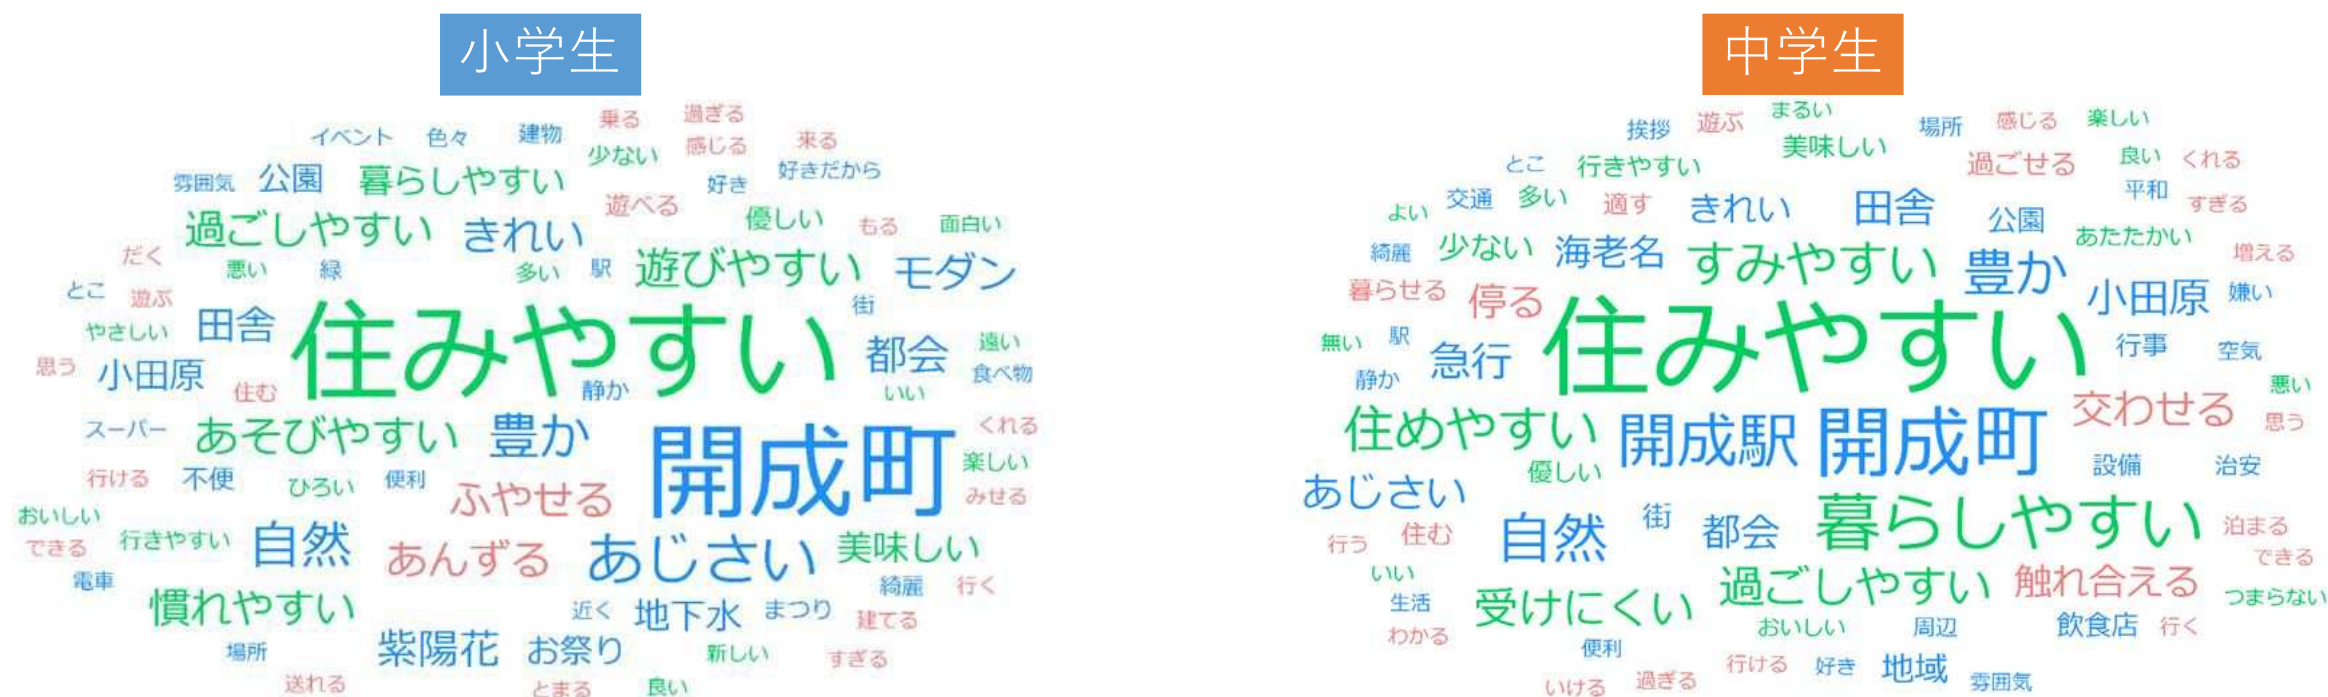 小学生
乗る 過ぎる
イベント 色々 建物 少ない 感じる 来る
雰囲気 公園 暮らしやすい 好き 好きだから
遊べる
過ごしやすい きれい 優しい もる 面白い
だく 悪い 緑 多い 駅 遊びやすい モダン
とこ 遊ぶ 街
やさしい 田舎 住みやすい 都会 遠い
思う 小田原 住む 静か いい 食べ物
スーパー あそびやすい 豊か 開成町 くれる
行ける 不便 ひろい 便利 ふやせる 楽しい
みせる
おいしい
できる 行きやすい 自然 あんずる あじさい 美味しい
電車 綺麗 行く
慣れやすい 近く 地下水 まつり 建てる
場所 紫陽花 お祭り 新しい すぎる
送れる とまる 良い
中学生
挨拶 遊ぶ まるい 場所 感じる 楽しい
とこ 行きやすい 美味しい 過ごせる 良い くれる
よい 交通 多い 適す きれい 田舎 公園 平和 すぎる
綺麗 少ない 海老名 すみやすい 豊か あたたかい 増える
暮らせる 停る 小田原 嫌い
無い 駅 急行 住みやすい 行事 空気
静か 悪い
住めやすい 開成駅 開成町 交わせる 思う
優しい 設備 治安
あじさい
行う 住む 自然 街 都会 暮らしやすい 泊まる
できる
いい
生活 受けにくい 過ごしやすい 触れ合える つまらない
わかる おいしい 周辺 飲食店 行く
便利 行ける 好き 地域 雰囲気
いける 過ぎる